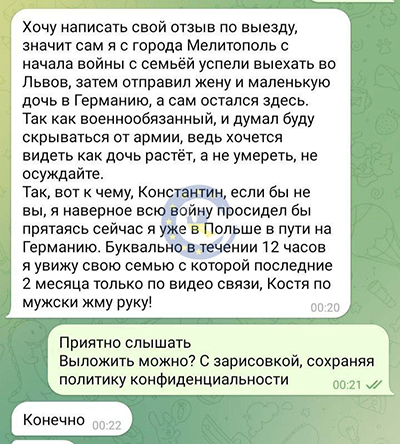 Хочу написать свой отзыв по выезду,
значит сам я с города Мелитополь с
начала войны с семьёй успели выехать во
Львов, затем отправил жену и маленькую
дочь в Германию, а сам остался здесь.
Так как военнообязанный, и думал буду
скрываться от армии, ведь хочется
видеть как дочь растёт, а не умереть, не
осуждайте.
Так, вот к чему, Константин, если бы не
вы, я наверное всю войну просидел бы
прятаясь сейчас я уже в Польше в пути на
Германию. Буквально в течении 12 часов
я увижу свою семью с которой последние
2 месяца только по видео связи, Костя по
мужски жму руку!
00:20
Приятно слышать
Выложить можно? С зарисовкой, сохраняя
политику конфиденциальности
00:21
Конечно 00:22